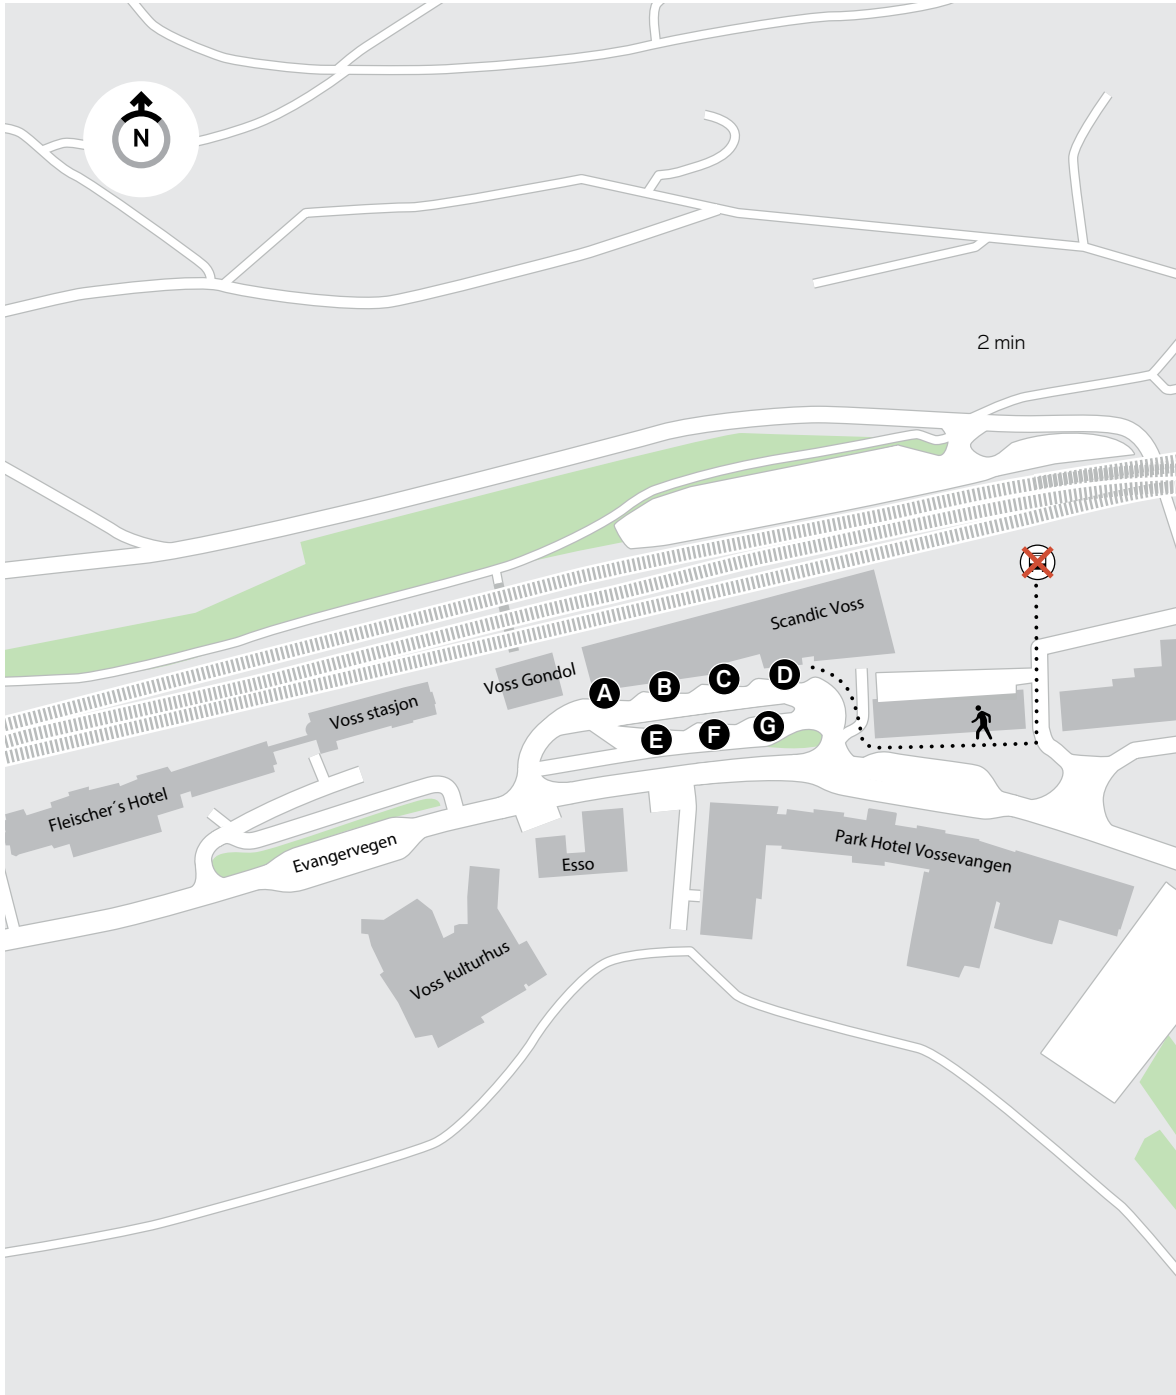 N
2 min
Scandic Voss
Voss Gondol
A
B
C
D
Voss stasjon
E
F
G
Fleischer´s Hotel
Evangervegen
Esso
Park Hotel Vossevangen
Voss kulturhus